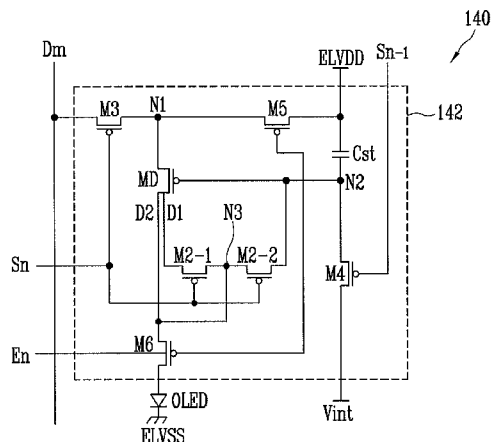 140
Dm
ELVDD
Sn-1
M3
N1
M5
142
Cst
MD
N2
D2
D1
N3
M2-1
M2-2
M4
Sn
En
M6
OLED
ELVSS
Vint